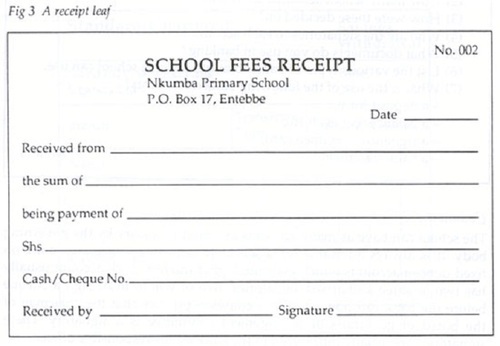 Fig 3 A receipt leaf
No. 002
SCHOOL FEES RECEIPT
Nkumba Primary School
P.O. Box 17, Entebbe
Date
Received from
the sum of
being payment of
Shs
Cash/Cheque No.
Received by Signature